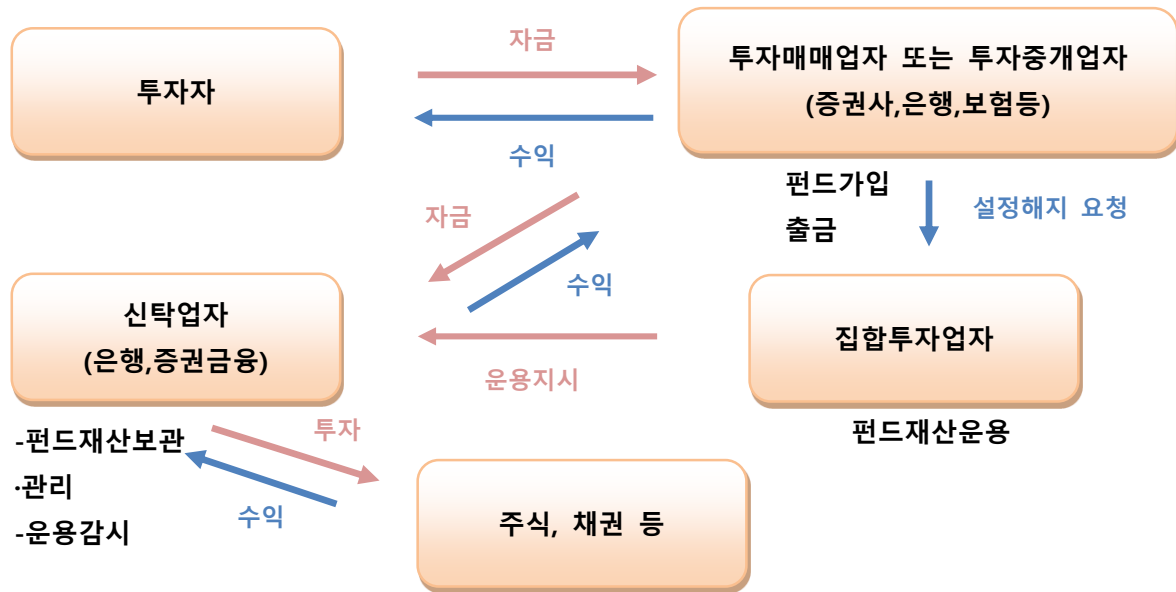 투자자
자금
수익
투자매매업자 또는 투자중개업자
(증권사,은행,보험등)
펀드가입
출금
설정해지 요청
자금
수익
신탁업자
(은행,증권금융)
운용지시
집합투자업자
펀드재산운용
-펀드재산보관
·관리
-운용감시
투자
수익
주식, 채권 등